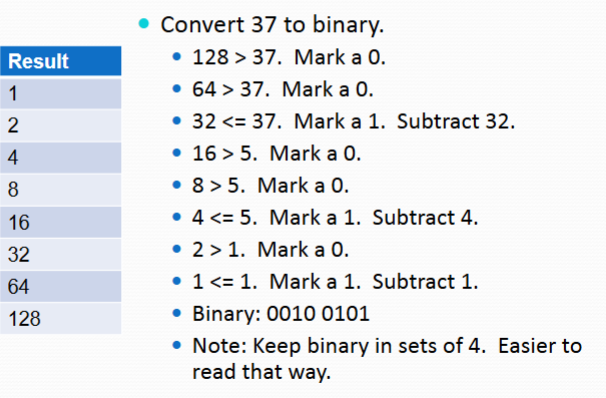 Result
1
2
4
8
16
32
64
128
Convert 37 to binary.
128 > 37. Mark a 0.
64 > 37. Mark a 0.
32 <= 37. Mark a 1. Subtract 32.
16 > 5. Mark a 0.
8 > 5. Mark a 0.
4 <= 5. Mark a 1. Subtract 4.
2 > 1. Mark a 0.
1 <= 1. Mark a 1. Subtract 1.
Binary: 0010 0101
Note: Keep binary in sets of 4. Easier to
read that way.